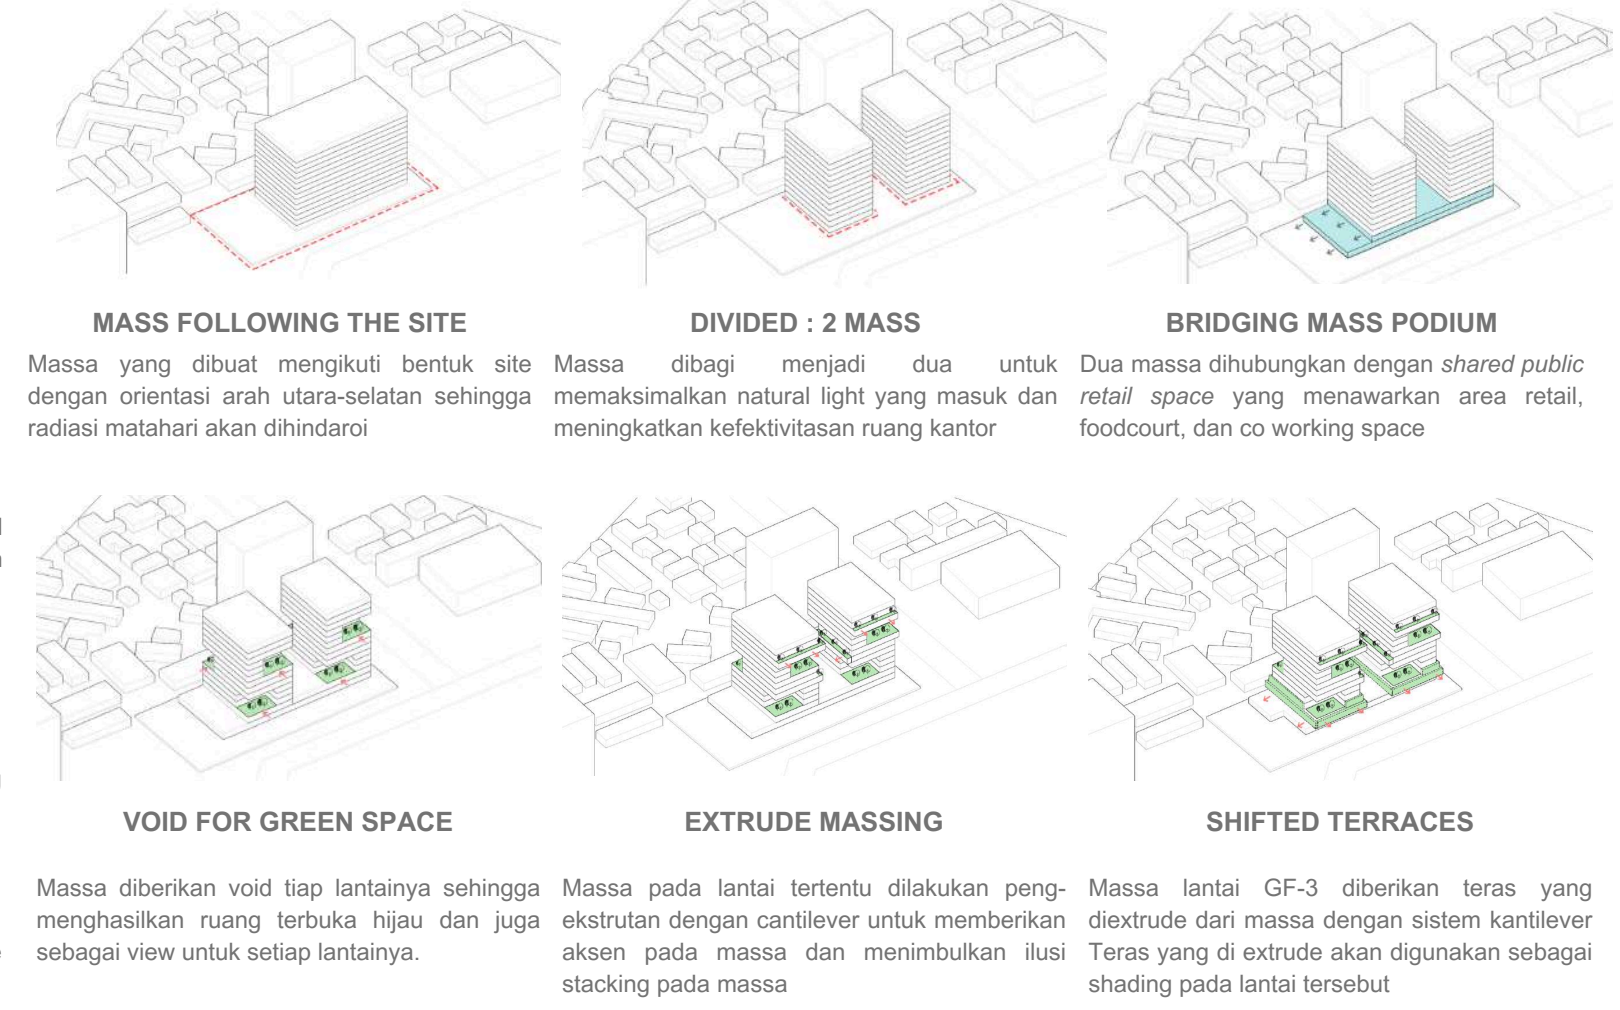 MASS FOLLOWING THE SITE
Massa yang dibuat mengikuti bentuk site
dengan orientasi arah utara-selatan sehingga
radiasi matahari akan dihindaroi
DIVIDED : 2 MASS
Massa dibagi menjadi dua untuk
memaksimalkan natural light yang masuk dan
meningkatkan kefektivitasan ruang kantor
BRIDGING MASS PODIUM
Dua massa dihubungkan dengan shared public
retail space yang menawarkan area retail,
foodcourt, dan co working space
VOID FOR GREEN SPACE
Massa diberikan void tiap lantainya sehingga
menghasilkan ruang terbuka hijau dan juga
sebagai view untuk setiap lantainya.
EXTRUDE MASSING
Massa pada lantai tertentu dilakukan peng-
ekstrutan dengan cantilever untuk memberikan
aksen pada massa dan menimbulkan ilusi
stacking pada massa
SHIFTED TERRACES
Massa lantai GF-3 diberikan teras yang
diextrude dari massa dengan sistem kantilever
Teras yang di extrude akan digunakan sebagai
shading pada lantai tersebut